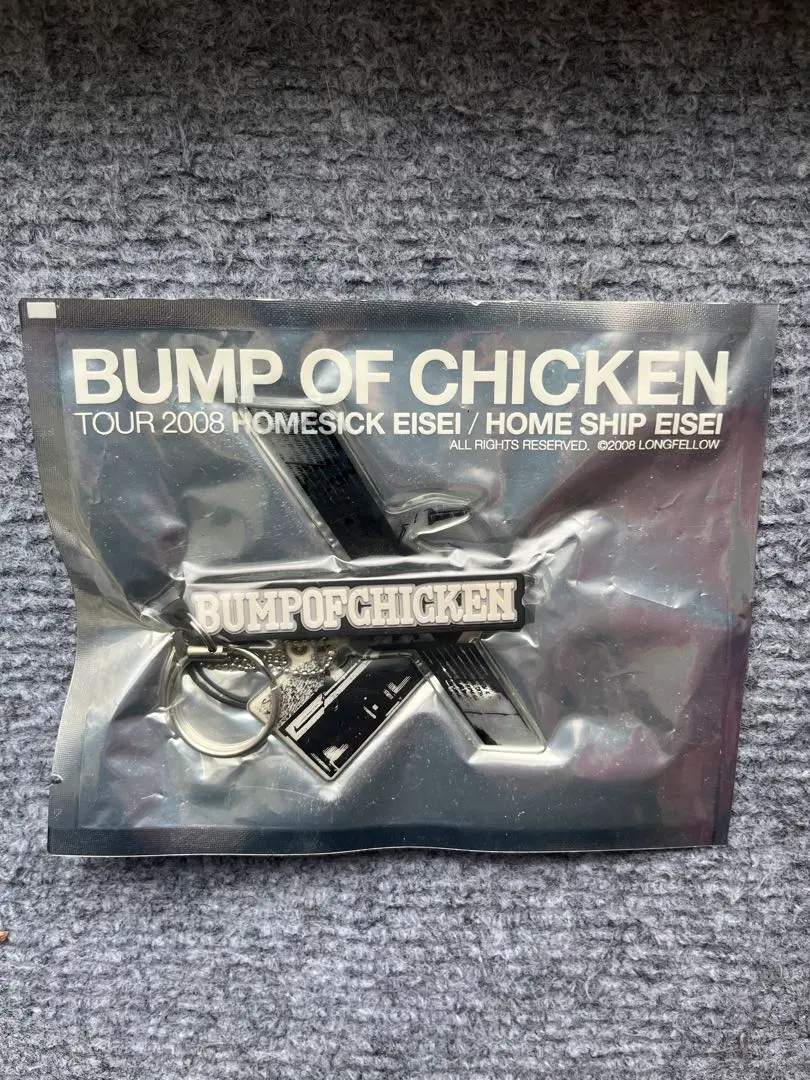 BUMP OF CHICKEN
TOUR 2008 HOMESICK EISEI / HOME SHIP EISEI
ALL RIGHTS RESERVED. ©2008 LONGFELLOW
BUMPOFCHICKEN